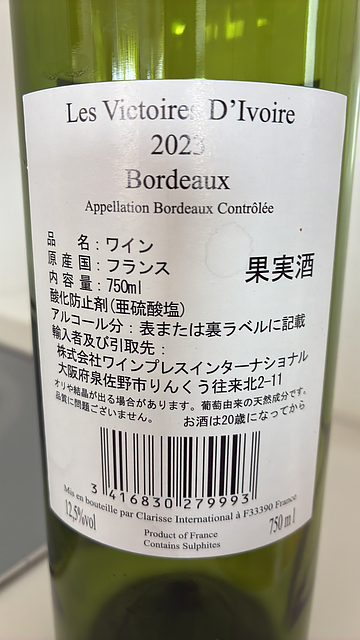 Les Victoires D'Ivoire
2023
Bordeaux
Appellation Bordeaux Contrôlée
品　　名：ワイン
原 産 国：フランス
果実酒
内 容 量：750ml
酸化防止剤(亜硫酸塩)
アルコール分：表または裏ラベルに記載
輸入者及び引取先：
株式会社ワインプレスインターナショナル
大阪府泉佐野市りんくう往来北2-11
オリや結晶が出る場合があります。葡萄由来の天然成分です。
品質に問題ございません。　お酒は20歳になってから
3 416830 279993
Mis en bouteille par Clarisse International à F33390 France
12,5%vol
750 ml
Product of France
Contains Sulphites